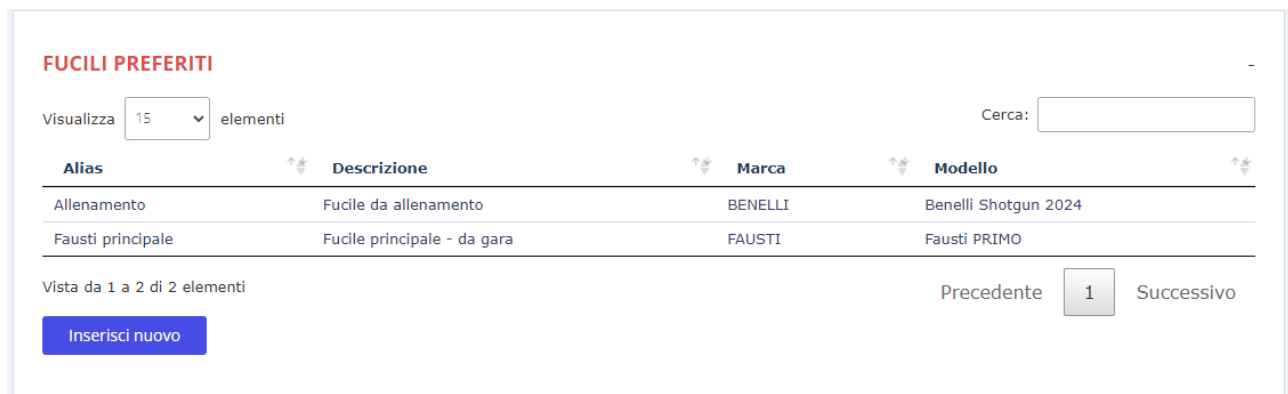 FUCILI PREFERITI -
Visualizza 15 elementi Cerca:
Alias Descrizione Marca Modello
Allenamento Fucile da allenamento BENELLI Benelli Shotgun 2024
Fausti principale Fucile principale - da gara FAUSTI Fausti PRIMO
Vista da 1 a 2 di 2 elementi Precedente 1 Successivo
Inserisci nuovo